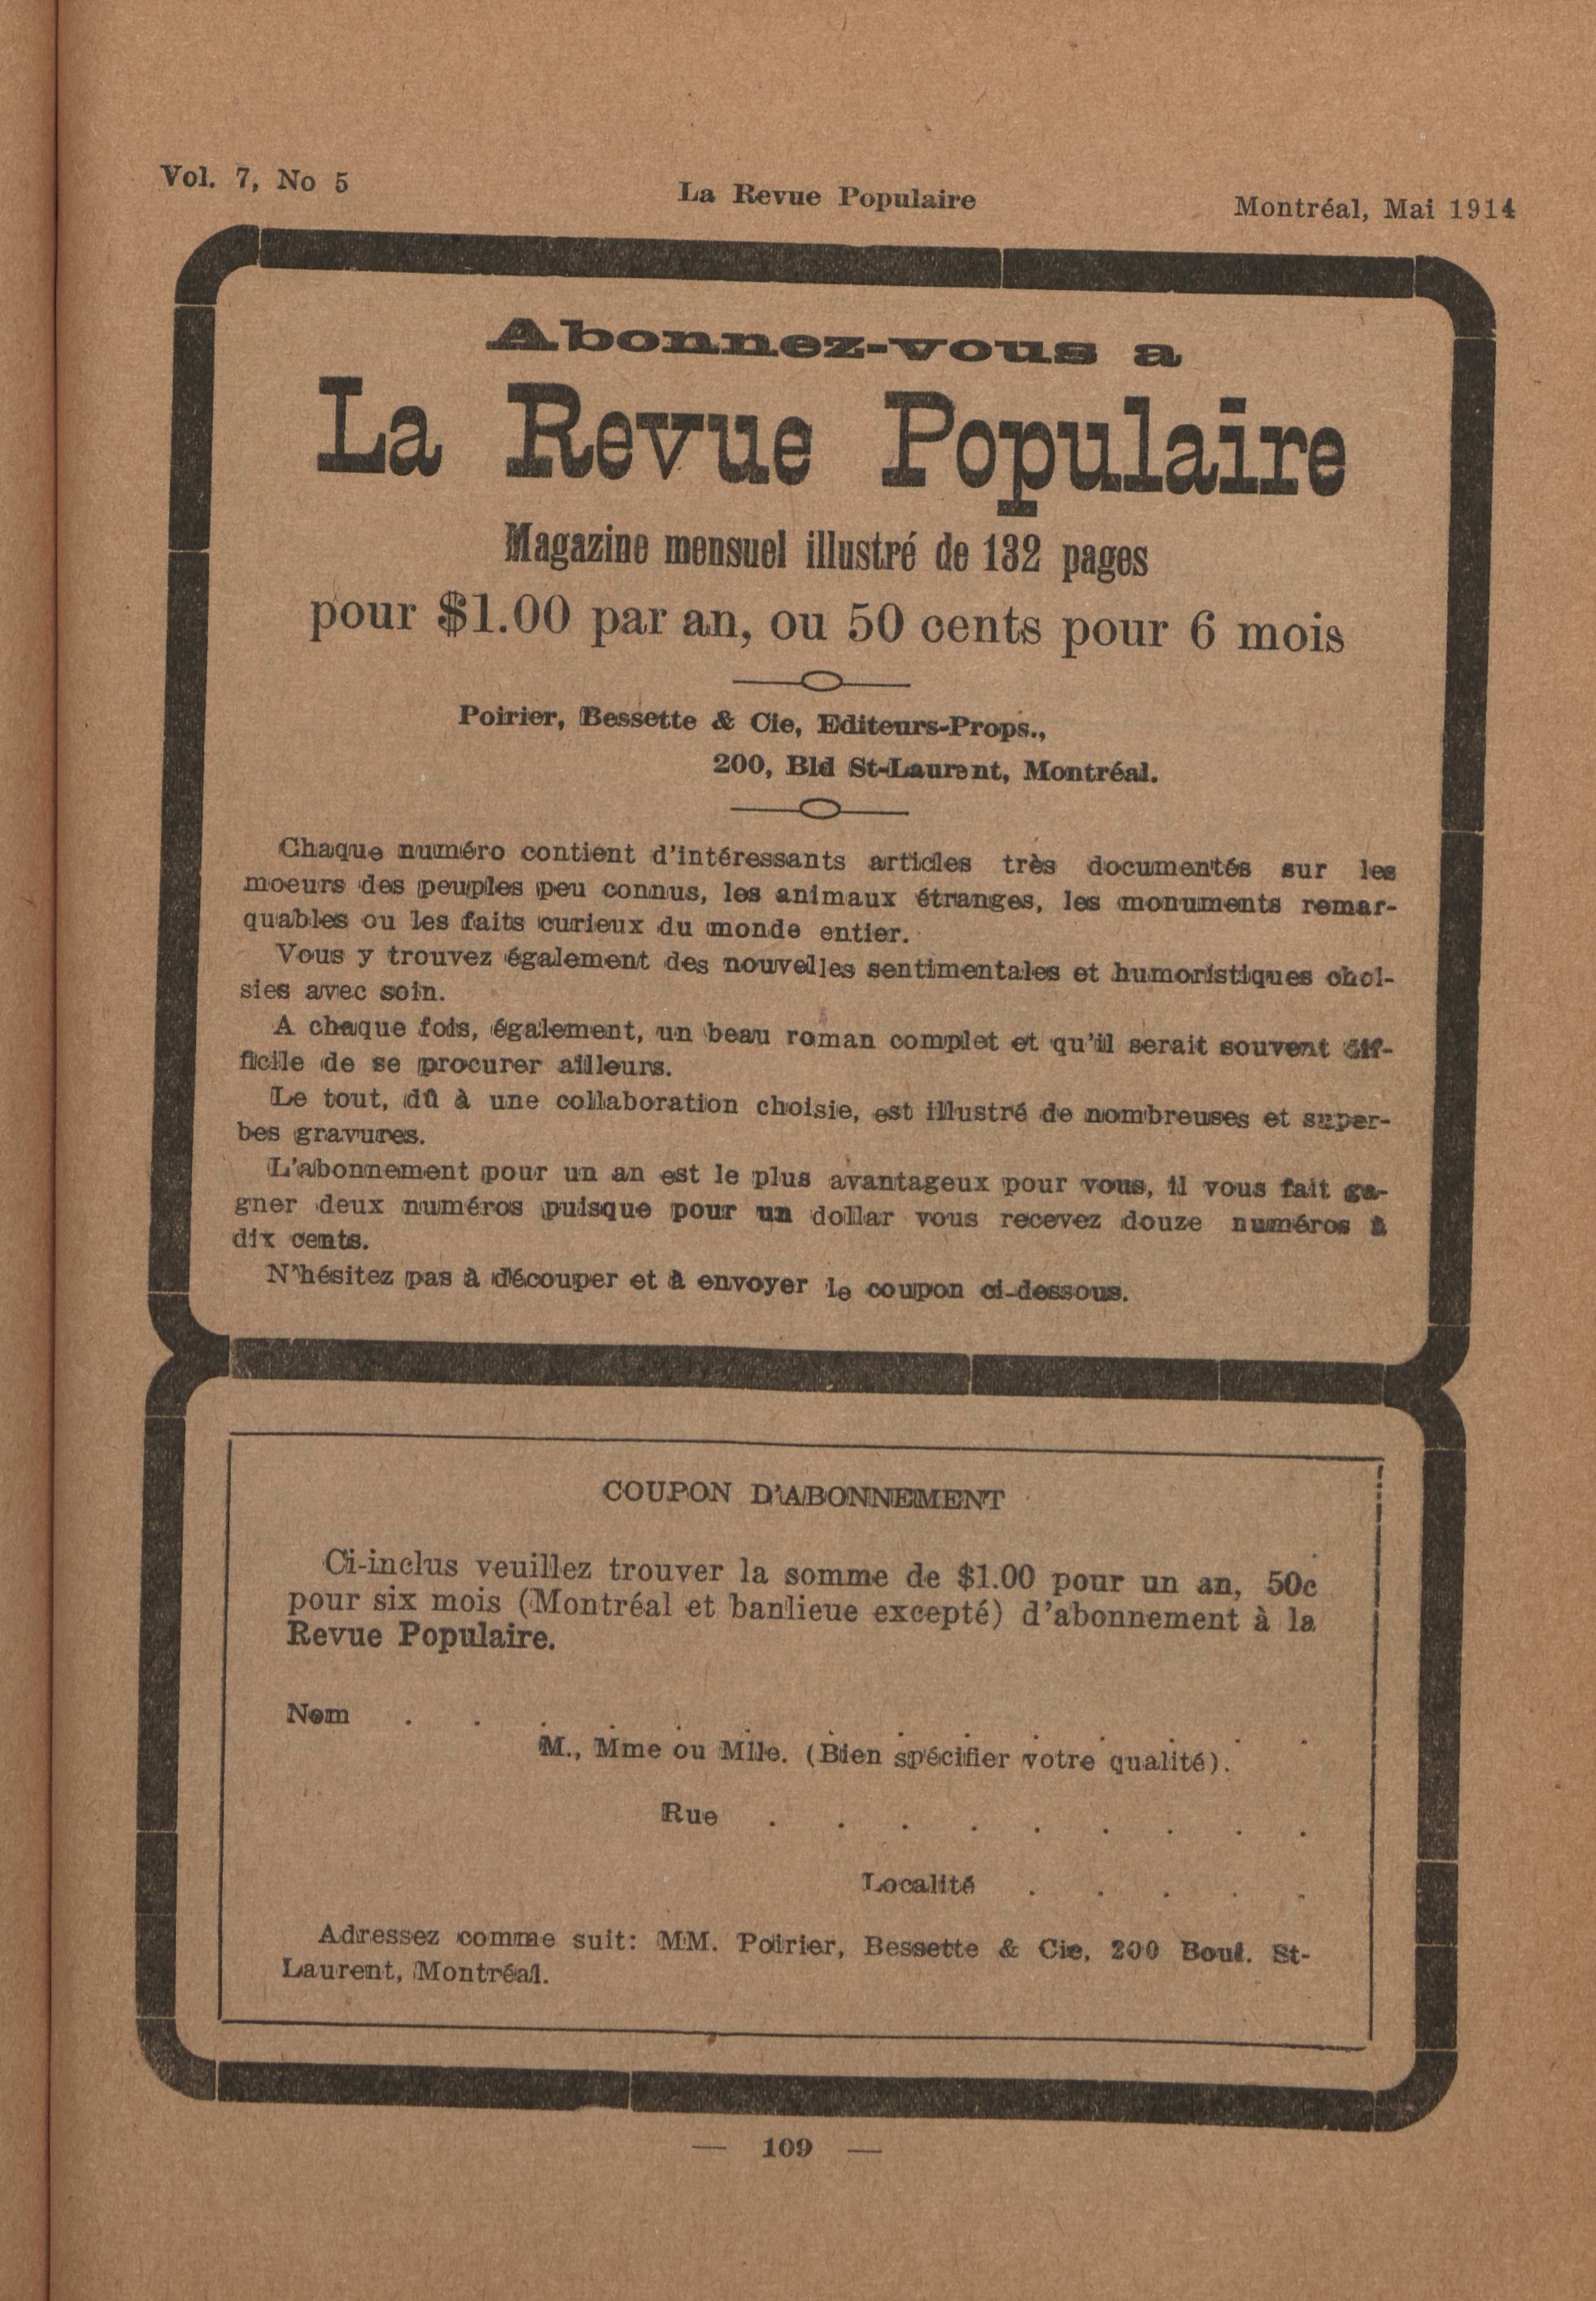 Vol. 7, No 5
La Revue Populaire
Montréal, Mai 1914
Abonnez-vous a
La Revue Populaire
Magazine mensuel illustré de 132 pages
pour $1.00 par an, ou 50 cents pour 6 mois
Poirier, Bessette & Cie, Editeurs-Props.,
200, Bld St-Laurent, Montréal.
Chaque numéro contient d'intéressants articles très documentés sur les
moeurs des peuples peu connus, les animaux étranges, les monuments remar-
quables ou les faits curieux du monde entier.
Vous y trouvez également des nouvelles sentimentales et humoristiques choi-
sies avec soin.
A chaque fois, également, un beau roman complet et qu'il serait souvent dif-
ficile de se procurer ailleurs.
Le tout, dû à une collaboration choisie, est illustré de nombreuses et super-
bes gravures.
L'abonnement pour un an est le plus avantageux pour vous, il vous fait ga-
gner deux numéros puisque pour un dollar vous recevez douze numéros à
dix cents.
N'hésitez pas à découper et à envoyer le coupon ci-dessous.
COUPON D'ABONNEMENT
Ci-inclus veuillez trouver la somme de $1.00 pour un an, 50c
pour six mois (Montréal et banlieue excepté) d'abonnement à la
Revue Populaire.
Nom . . . . . . . . . . . . . .
M., Mme ou Mlle. (Bien spécifier votre qualité).
Rue . . . . . . . . .
Localité . . . . .
Adressez comme suit: MM. Poirier, Bessette & Cie, 200 Boul. St-
Laurent, Montréal.
— 109 —